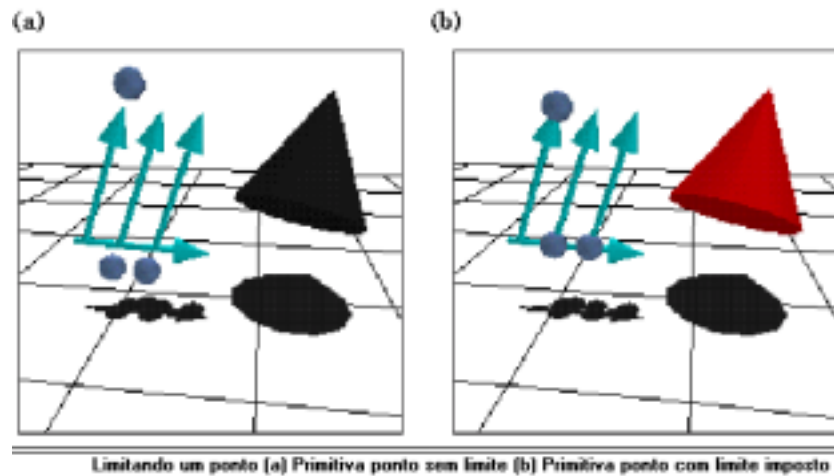 (a)
(b)
Limitando um ponto (a) Primitiva ponto sem limite (b) Primitiva ponto com limite imposto